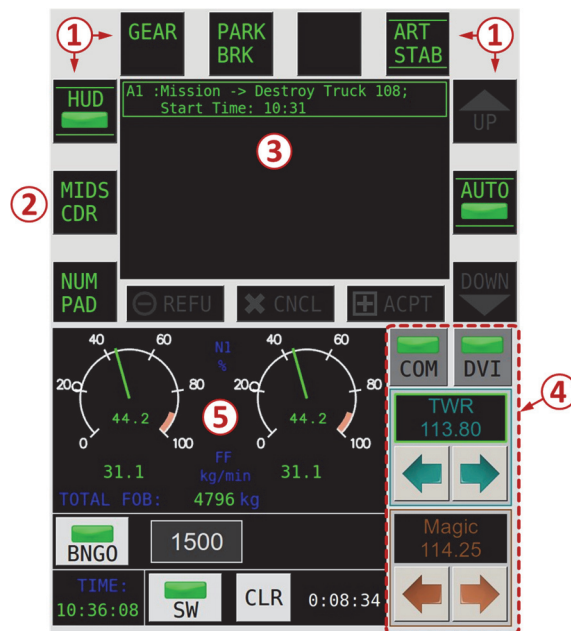 1
GEAR
PARK
BRK
ART
STAB
1
HUD
A1 :Mission -> Destroy Truck 108;
Start Time: 10:31
3
UP
2
MIDS
CDR
AUTO
NUM
PAD
REFU
CNCL
ACPT
DOWN
40
60
N1
%
40
60
COM
DVI
4
20
80
20
80
TWR
113.80
44.2
5
44.2
0
100
0
100
FF
kg/min
31.1
31.1
TOTAL FOB: 4796 kg
Magic
114.25
BNGO
1500
TIME:
10:36:08
SW
CLR
0:08:34